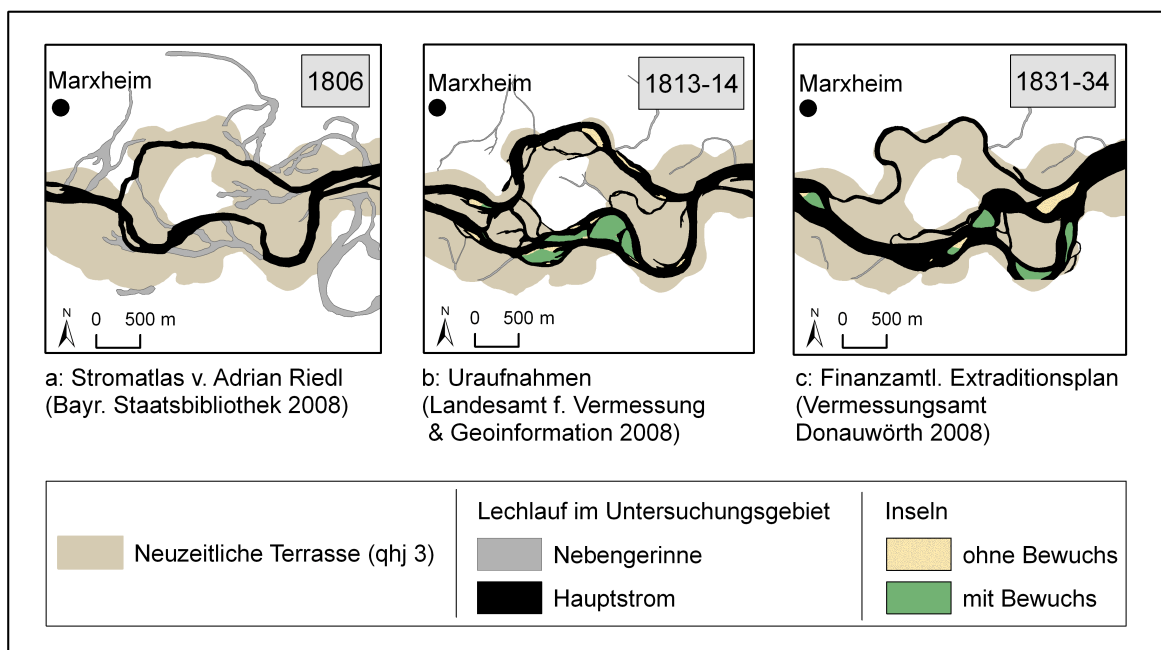 Marxheim
1806
N
0 500 m
a: Stromatlas v. Adrian Riedl
(Bayr. Staatsbibliothek 2008)
Marxheim
1813-14
N
0 500 m
b: Uraufnahmen
(Landesamt f. Vermessung
& Geoinformation 2008)
Marxheim
1831-34
N
0 500 m
c: Finanzamtl. Extraditionsplan
(Vermessungsamt
Donauwörth 2008)
Neuzeitliche Terrasse (qhj 3)
Lechlauf im Untersuchungsgebiet
Nebengerinne
Hauptstrom
Inseln
ohne Bewuchs
mit Bewuchs